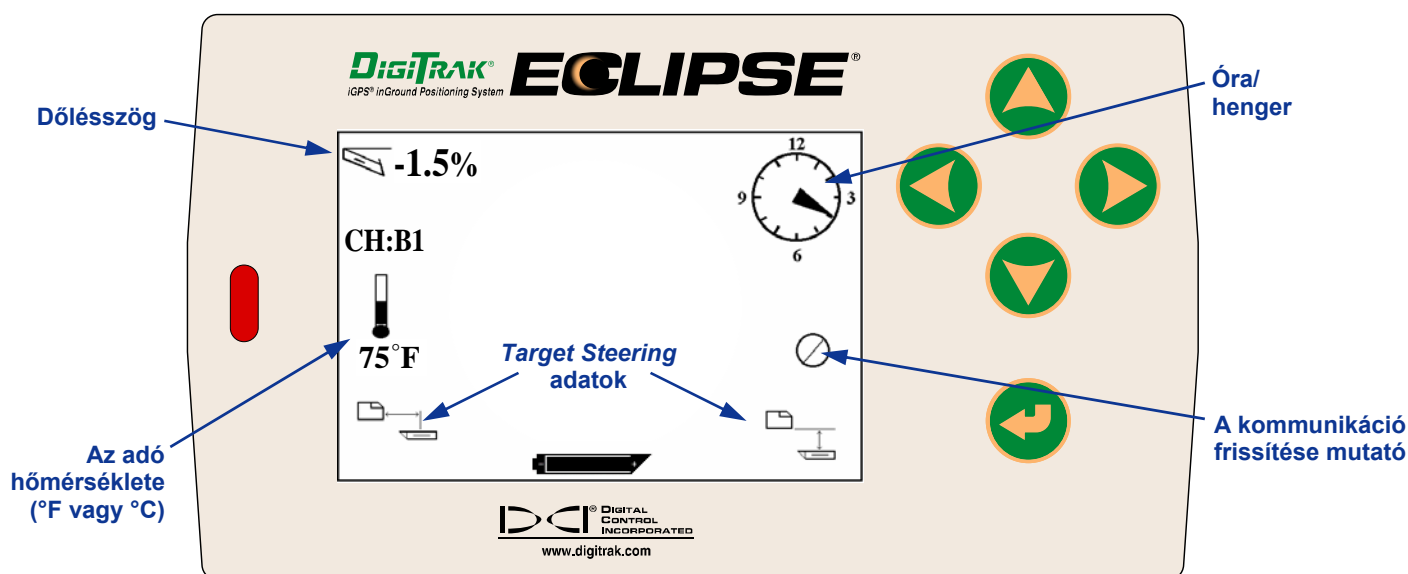 DIGITRAK®
iGPS® inGround Positioning System
ECLIPSE®
Óra/
henger
Dőlésszög
-1.5%
12
3
6
9
CH:B1
75°F
Target Steering
adatok
Az adó
hőmérséklete
(°F vagy °C)
A kommunikáció
frissítése mutató
DCI® DIGITAL
CONTROL
INCORPORATED
www.digitrak.com